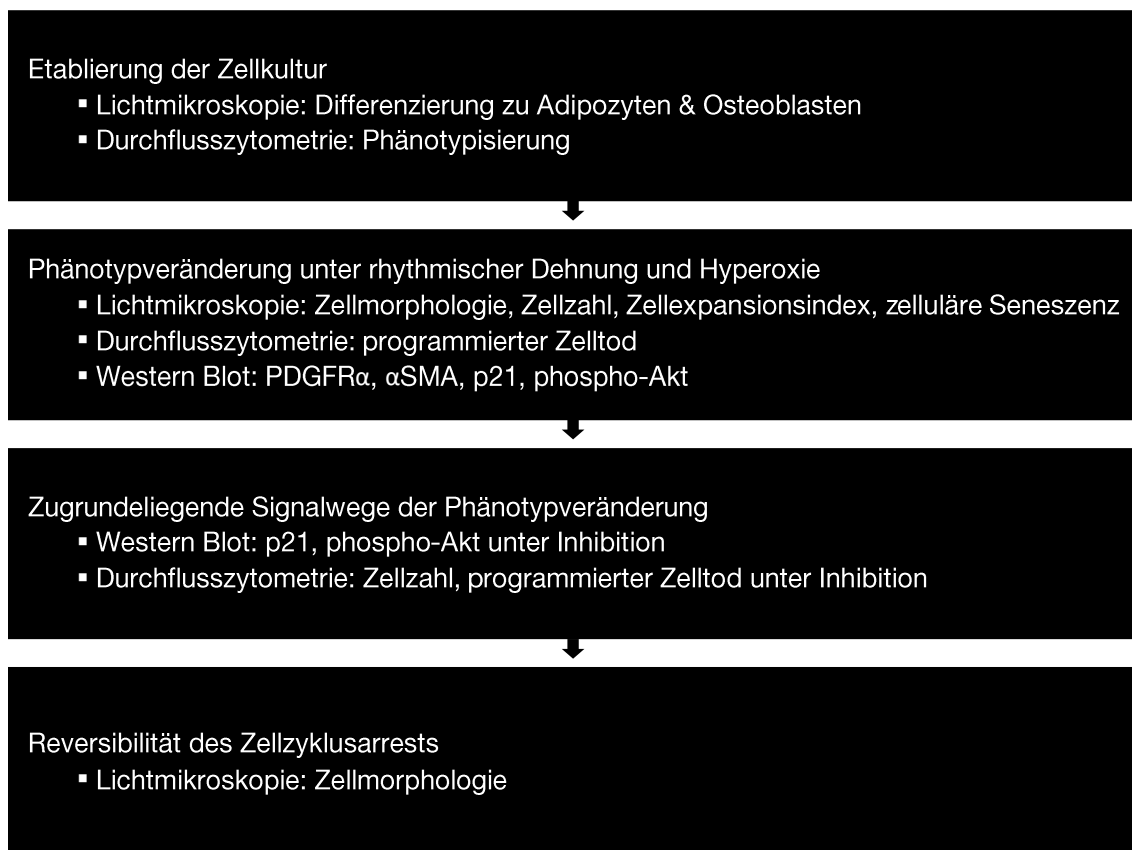 Etablierung der Zellkultur
▪ Lichtmikroskopie: Differenzierung zu Adipozyten & Osteoblasten
▪ Durchflusszytometrie: Phänotypisierung
Phänotypveränderung unter rhythmischer Dehnung und Hyperoxie
▪ Lichtmikroskopie: Zellmorphologie, Zellzahl, Zellexpansionsindex, zelluläre Seneszenz
▪ Durchflusszytometrie: programmierter Zelltod
▪ Western Blot: PDGFRα, αSMA, p21, phospho-Akt
Zugrundeliegende Signalwege der Phänotypveränderung
▪ Western Blot: p21, phospho-Akt unter Inhibition
▪ Durchflusszytometrie: Zellzahl, programmierter Zelltod unter Inhibition
Reversibilität des Zellzyklusarrests
▪ Lichtmikroskopie: Zellmorphologie